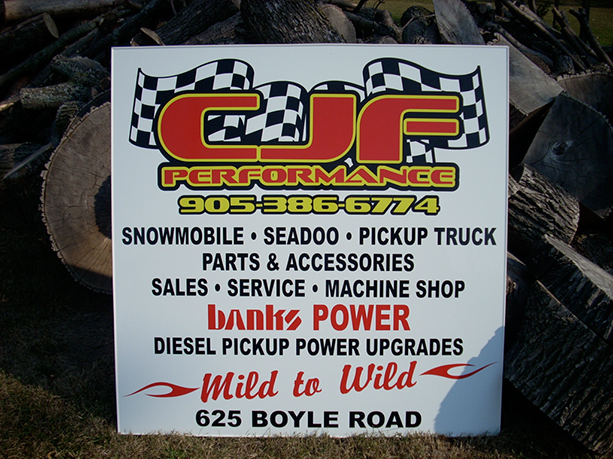 CJF
PERFORMANCE
905-386-6774
SNOWMOBILE • SEADOO • PICKUP TRUCK
PARTS & ACCESSORIES
SALES • SERVICE • MACHINE SHOP
banks POWER
DIESEL PICKUP POWER UPGRADES
Mild to Wild
625 BOYLE ROAD